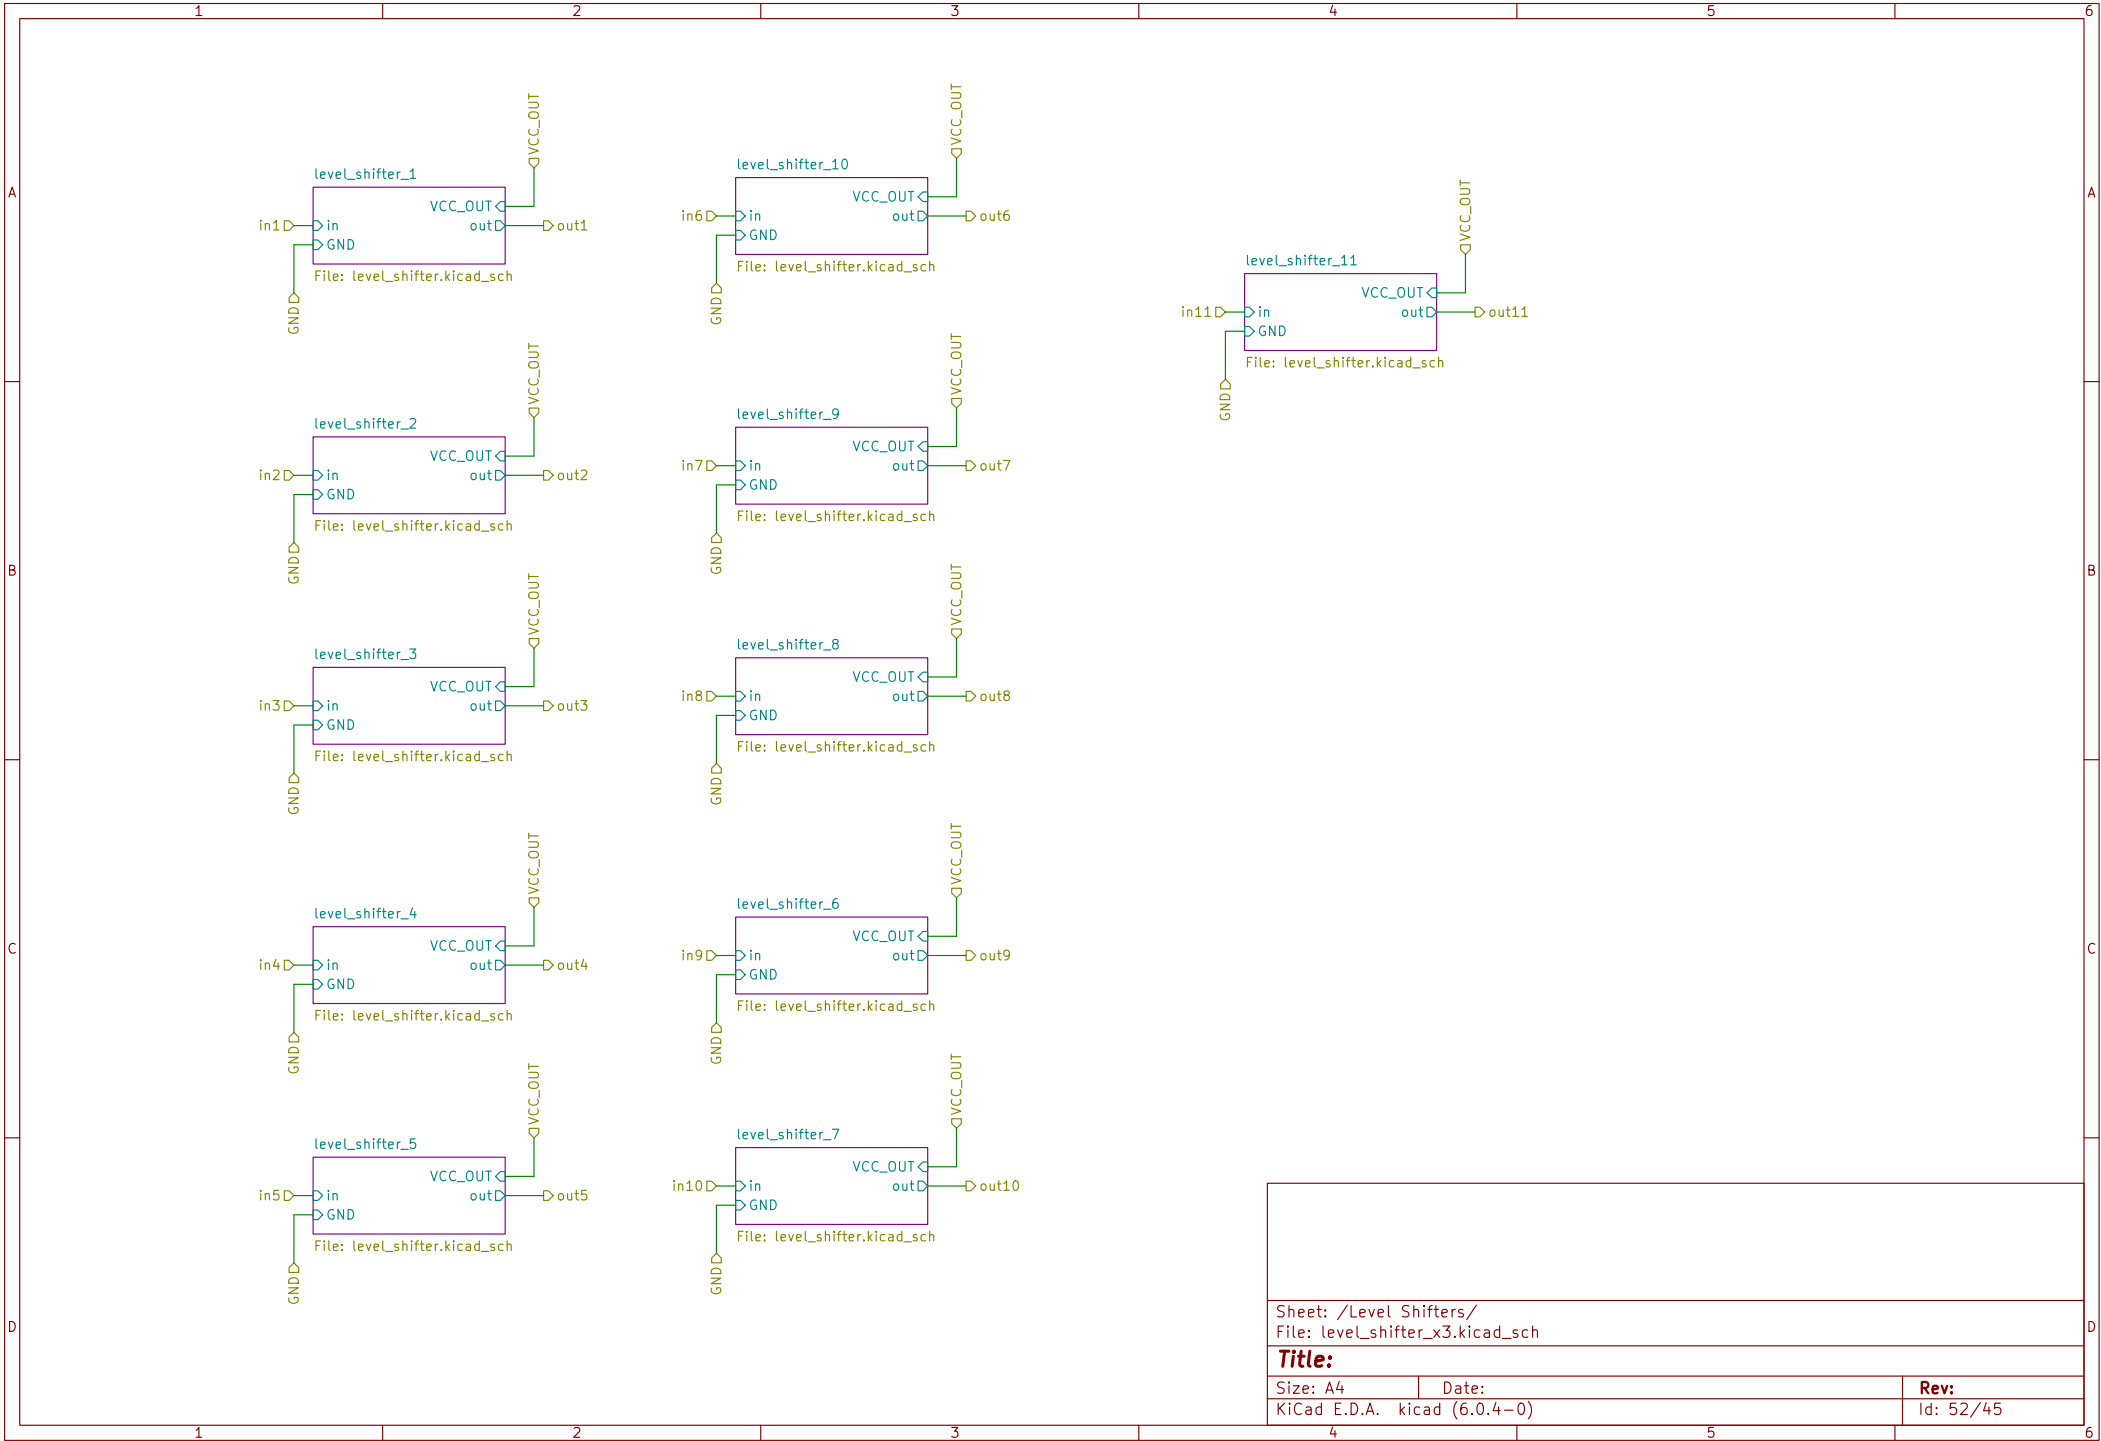 1 2 3 4 5 6
A A
B B
C C
D D
VCC_OUT
level_shifter_1
VCC_OUT
in1 in out out1
GND
File: level_shifter.kicad_sch
GND
VCC_OUT
level_shifter_2
VCC_OUT
in2 in out out2
GND
File: level_shifter.kicad_sch
GND
VCC_OUT
level_shifter_3
VCC_OUT
in3 in out out3
GND
File: level_shifter.kicad_sch
GND
VCC_OUT
level_shifter_4
VCC_OUT
in4 in out out4
GND
File: level_shifter.kicad_sch
GND
VCC_OUT
level_shifter_5
VCC_OUT
in5 in out out5
GND
File: level_shifter.kicad_sch
GND
VCC_OUT
level_shifter_10
VCC_OUT
in6 in out out6
GND
File: level_shifter.kicad_sch
GND
VCC_OUT
level_shifter_9
VCC_OUT
in7 in out out7
GND
File: level_shifter.kicad_sch
GND
VCC_OUT
level_shifter_8
VCC_OUT
in8 in out out8
GND
File: level_shifter.kicad_sch
GND
VCC_OUT
level_shifter_6
VCC_OUT
in9 in out out9
GND
File: level_shifter.kicad_sch
GND
VCC_OUT
level_shifter_7
VCC_OUT
in10 in out out10
GND
File: level_shifter.kicad_sch
GND
VCC_OUT
level_shifter_11
VCC_OUT
in11 in out out11
GND
File: level_shifter.kicad_sch
GND
Sheet: /Level Shifters/
File: level_shifter_x3.kicad_sch
Title:
Size: A4 Date: Rev:
KiCad E.D.A. kicad (6.0.4-0) Id: 52/45
1 2 3 4 5 6